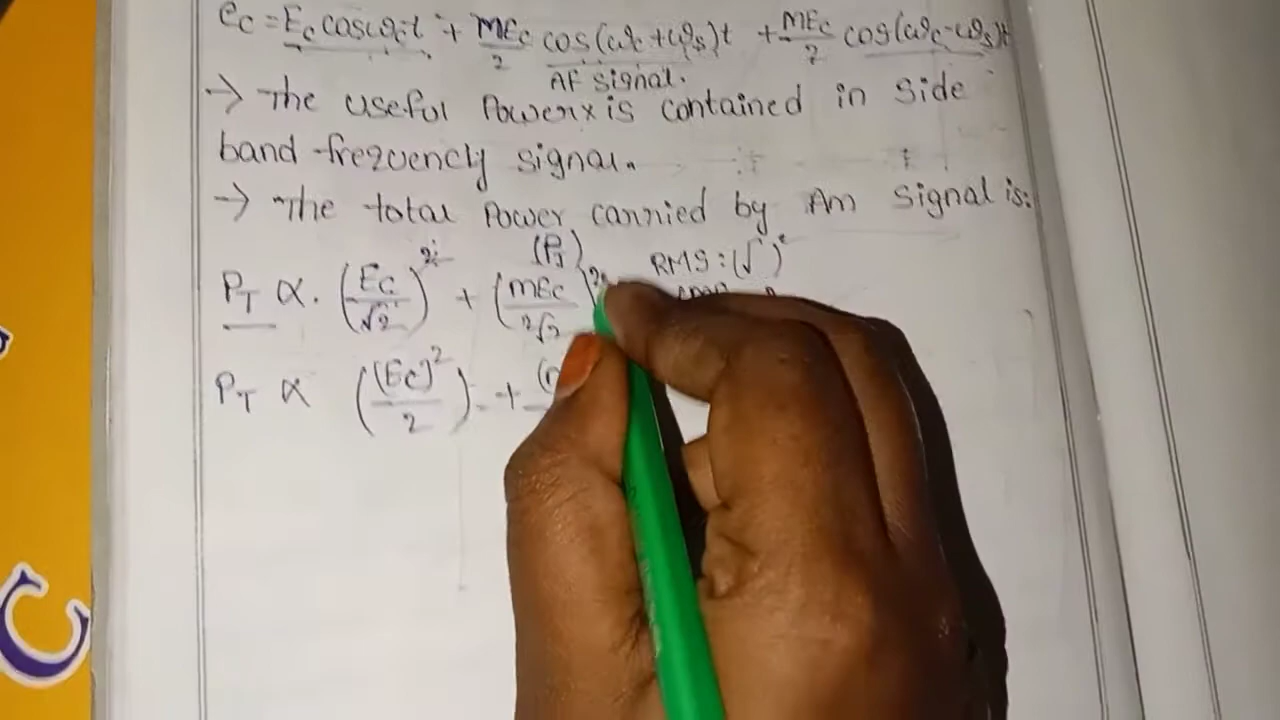 ec = Ec cosωct + mEc/2 cos(ωc+ωs)t + mEc/2 cos(ωc-ωs)t
AF signal.
→ The useful Power is contained in side
band frequency signal.
→ The total Power carried by Am signal is:
(PT) RMS:(√ )²
PT ∝. (Ec/√2)² + (mEc/2√2)²
PT ∝ ((Ec)²/2) + (
C